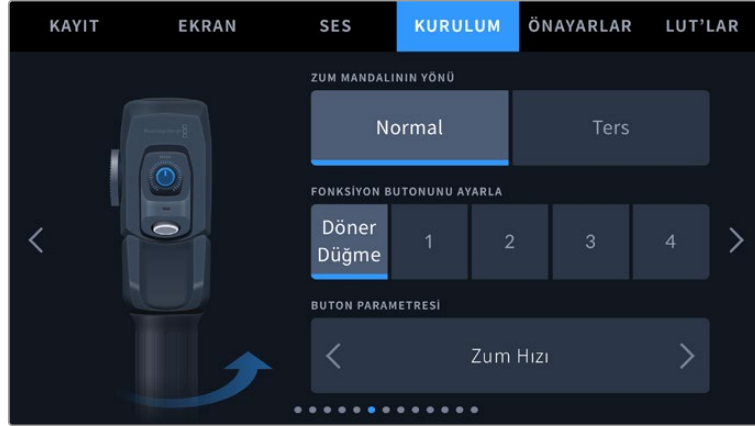 KAYIT EKRAN SES KURULUM ÖNAYARLAR LUT’LAR
ZUM MANDALININ YÖNÜ
Normal Ters
FONKSİYON BUTONUNU AYARLA
Döner
Düğme 1 2 3 4
BUTON PARAMETRESİ
Zum Hızı